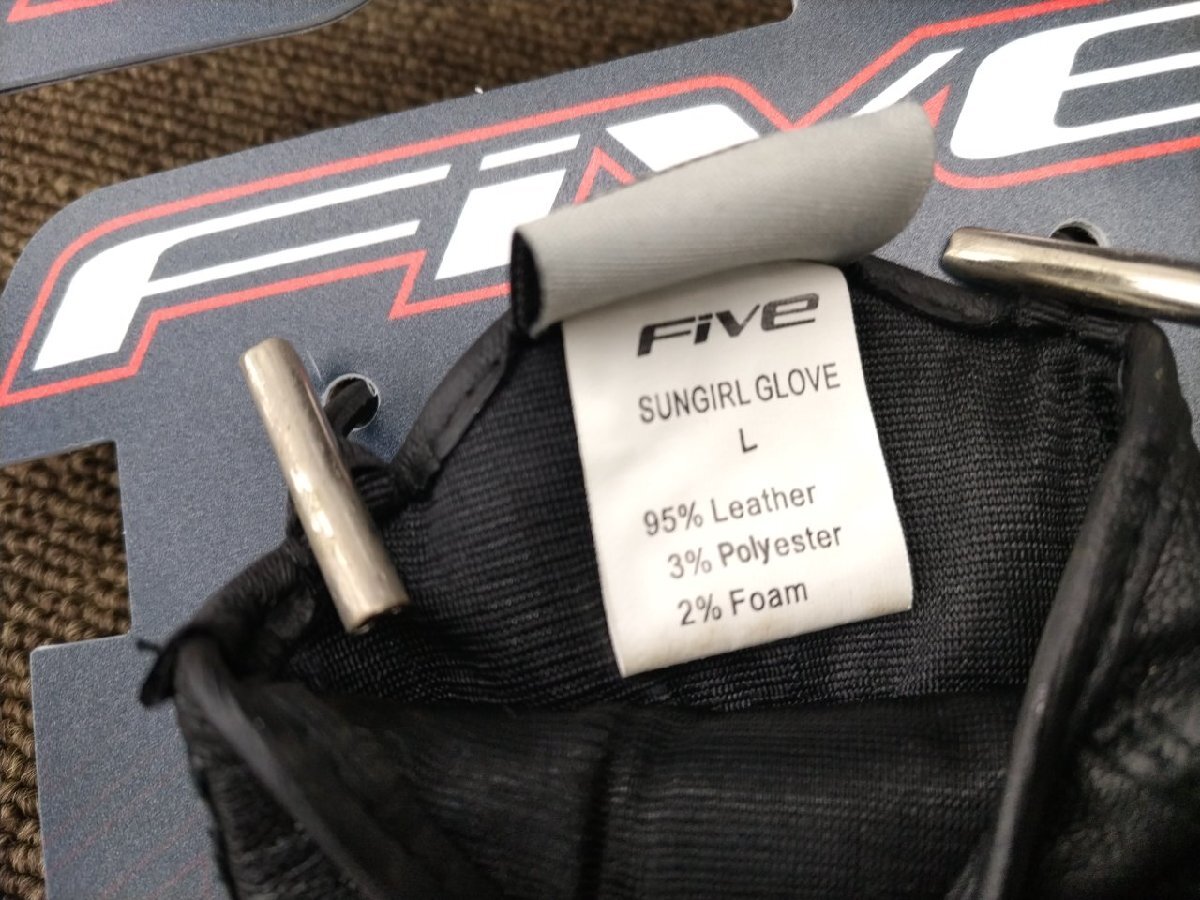 FIVE
FIVE
SUNGIRL GLOVE
L
95% Leather
3% Polyester
2% Foam